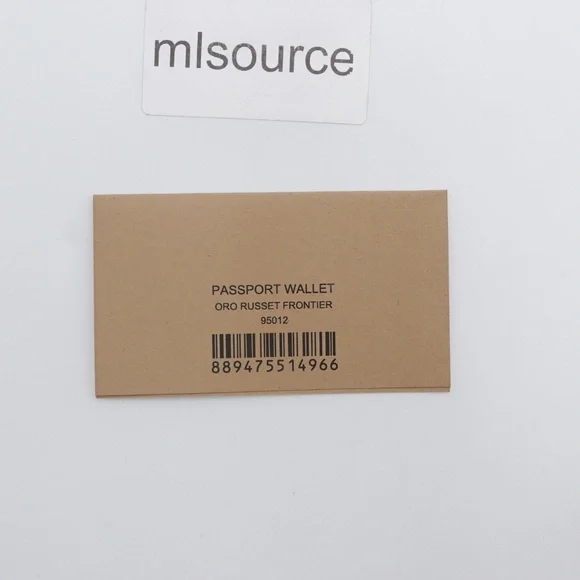 mlsource
PASSPORT WALLET
ORO RUSSET FRONTIER
95012
889475514966